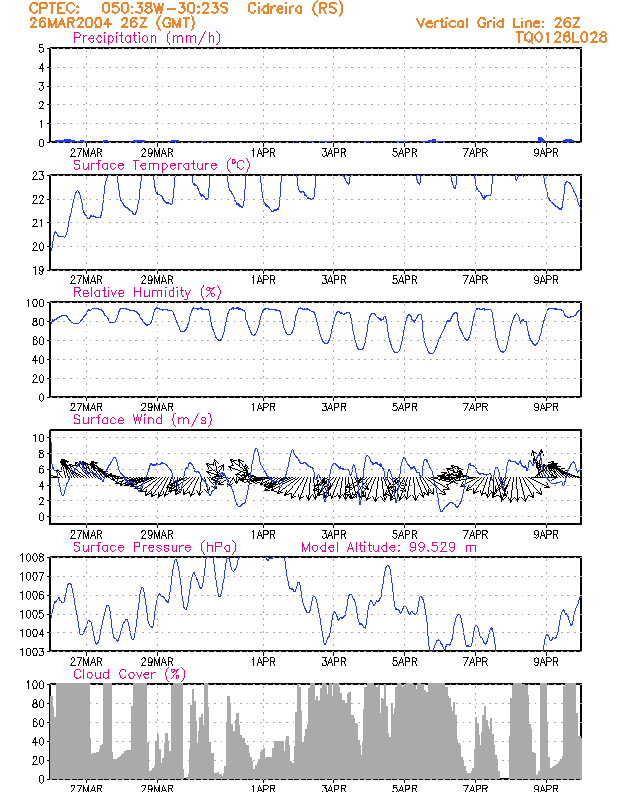 CPTEC: 050:38W-30:23S Cidreira (RS)
26MAR2004 26Z (GMT) Vertical Grid Line: 26Z
Precipitation (mm/h) TQ0126L028
5
4
3
2
1
0
27MAR 29MAR 1APR 3APR 5APR 7APR 9APR
Surface Temperature (ºC)
23
22
21
20
19
27MAR 29MAR 1APR 3APR 5APR 7APR 9APR
Relative Humidity (%)
100
80
60
40
20
0
27MAR 29MAR 1APR 3APR 5APR 7APR 9APR
Surface Wind (m/s)
10
8
6
4
2
0
27MAR 29MAR 1APR 3APR 5APR 7APR 9APR
Surface Pressure (hPa) Model Altitude: 99.529 m
1008
1007
1006
1005
1004
1003
27MAR 29MAR 1APR 3APR 5APR 7APR 9APR
Cloud Cover (%)
100
80
60
40
20
0
27MAR 29MAR 1APR 3APR 5APR 7APR 9APR